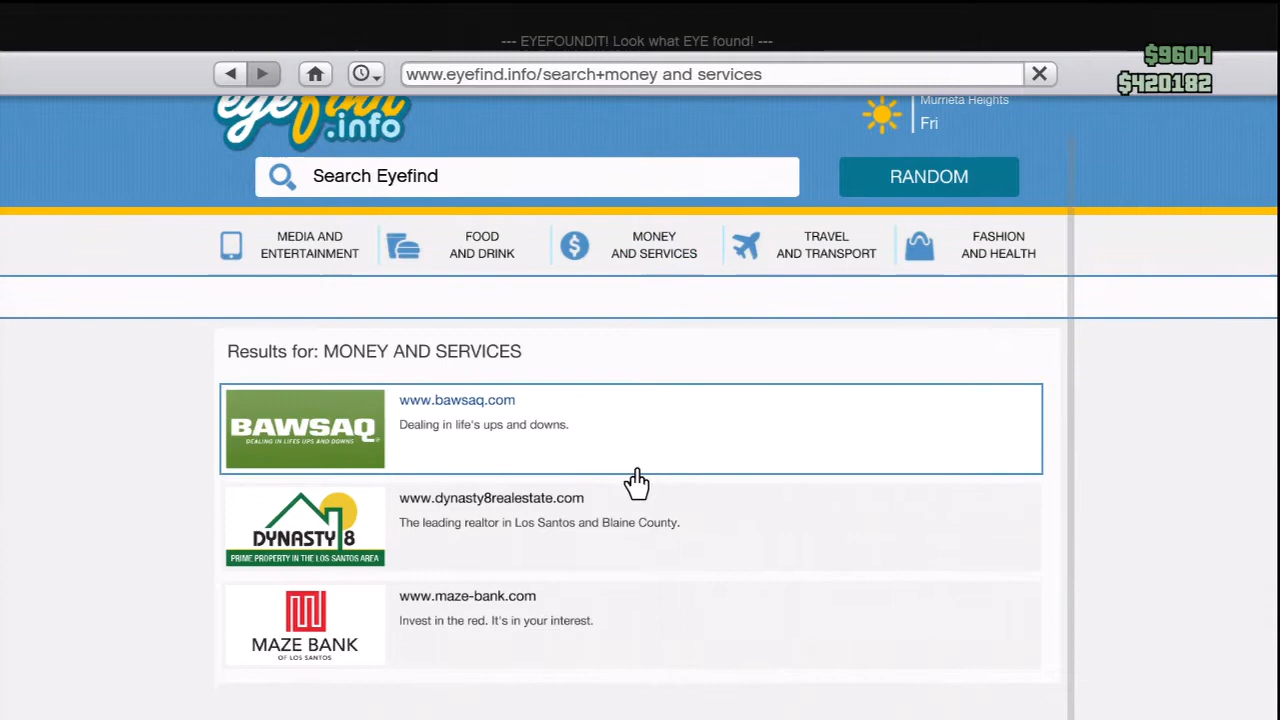 --- EYEFOUNDIT! Look what EYE found! ---
$9604
www.eyefind.info/search+money and services
$420182
eyefind
.info
Murrieta Heights
Fri
Search Eyefind
RANDOM
MEDIA AND
ENTERTAINMENT
FOOD
AND DRINK
MONEY
AND SERVICES
TRAVEL
AND TRANSPORT
FASHION
AND HEALTH
Results for: MONEY AND SERVICES
BAWSAQ
DEALING IN LIFE'S UPS AND DOWNS
www.bawsaq.com
Dealing in life's ups and downs.
DYNASTY 8
PRIME PROPERTY IN THE LOS SANTOS AREA
www.dynasty8realestate.com
The leading realtor in Los Santos and Blaine County.
MAZE BANK
OF LOS SANTOS
www.maze-bank.com
Invest in the red. It's in your interest.